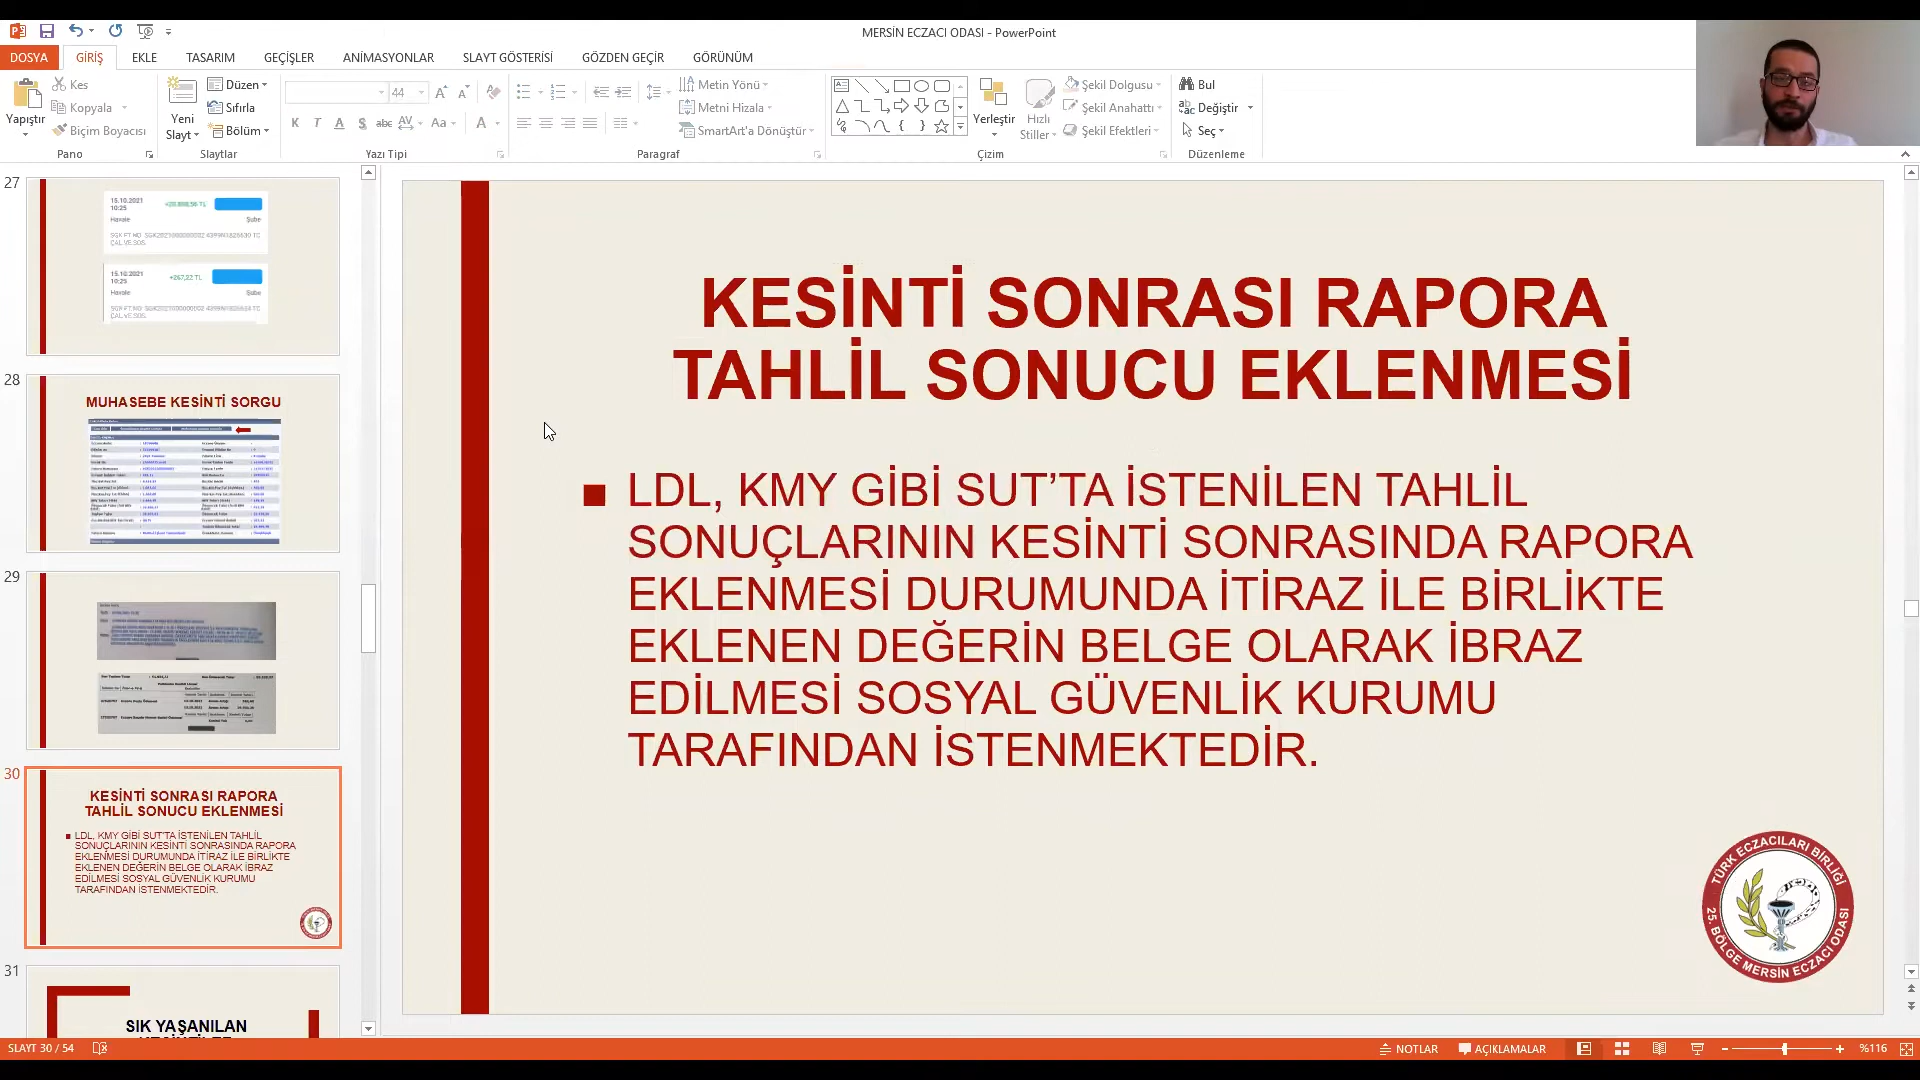 MERSİN ECZACI ODASI - PowerPoint
DOSYA GİRİŞ EKLE TASARIM GEÇİŞLER ANİMASYONLAR SLAYT GÖSTERİSİ GÖZDEN GEÇİR GÖRÜNÜM
Yapıştır
Kes
Kopyala
Biçim Boyacısı
Pano
Yeni
Slayt
Düzen
Sıfırla
Bölüm
Slaytlar
44
K T A S abc AV Aa A
Yazı Tipi
Metin Yönü
Metni Hizala
SmartArt'a Dönüştür
Paragraf
Yerleştir
Hızlı
Stiller
Şekil Dolgusu
Şekil Anahattı
Şekil Efektleri
Çizim
Bul
Değiştir
Seç
Düzenleme
27
15.10.2021
10:25
Havale
Şube
15.10.2021
+267,22 TL
10:25
Havale
Şube
28
MUHASEBE KESİNTİ SORGU
29
30
KESİNTİ SONRASI RAPORA
TAHLİL SONUCU EKLENMESİ
LDL, KMY GİBİ SUT'TA İSTENİLEN TAHLİL
SONUÇLARININ KESİNTİ SONRASINDA RAPORA
EKLENMESİ DURUMUNDA İTİRAZ İLE BİRLİKTE
EKLENEN DEĞERİN BELGE OLARAK İBRAZ
EDİLMESİ SOSYAL GÜVENLİK KURUMU
TARAFINDAN İSTENMEKTEDİR.
31
SIK YAŞANILAN
KESİNTİ SONRASI RAPORA
TAHLİL SONUCU EKLENMESİ
■ LDL, KMY GİBİ SUT’TA İSTENİLEN TAHLİL
SONUÇLARININ KESİNTİ SONRASINDA RAPORA
EKLENMESİ DURUMUNDA İTİRAZ İLE BİRLİKTE
EKLENEN DEĞERİN BELGE OLARAK İBRAZ
EDİLMESİ SOSYAL GÜVENLİK KURUMU
TARAFINDAN İSTENMEKTEDİR.
TÜRK ECZACILARI BİRLİĞİ
25. BÖLGE MERSİN ECZACI ODASI
SLAYT 30 / 54
NOTLAR
AÇIKLAMALAR
%116